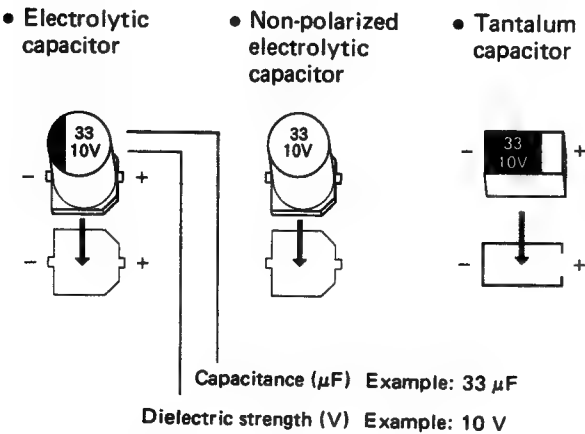 • Electrolytic
capacitor
• Non-polarized
electrolytic
capacitor
• Tantalum
capacitor
33
10V
- +
- +
33
10V
33
10V
- +
- +
Capacitance (μF) Example: 33 μF
Dielectric strength (V) Example: 10 V